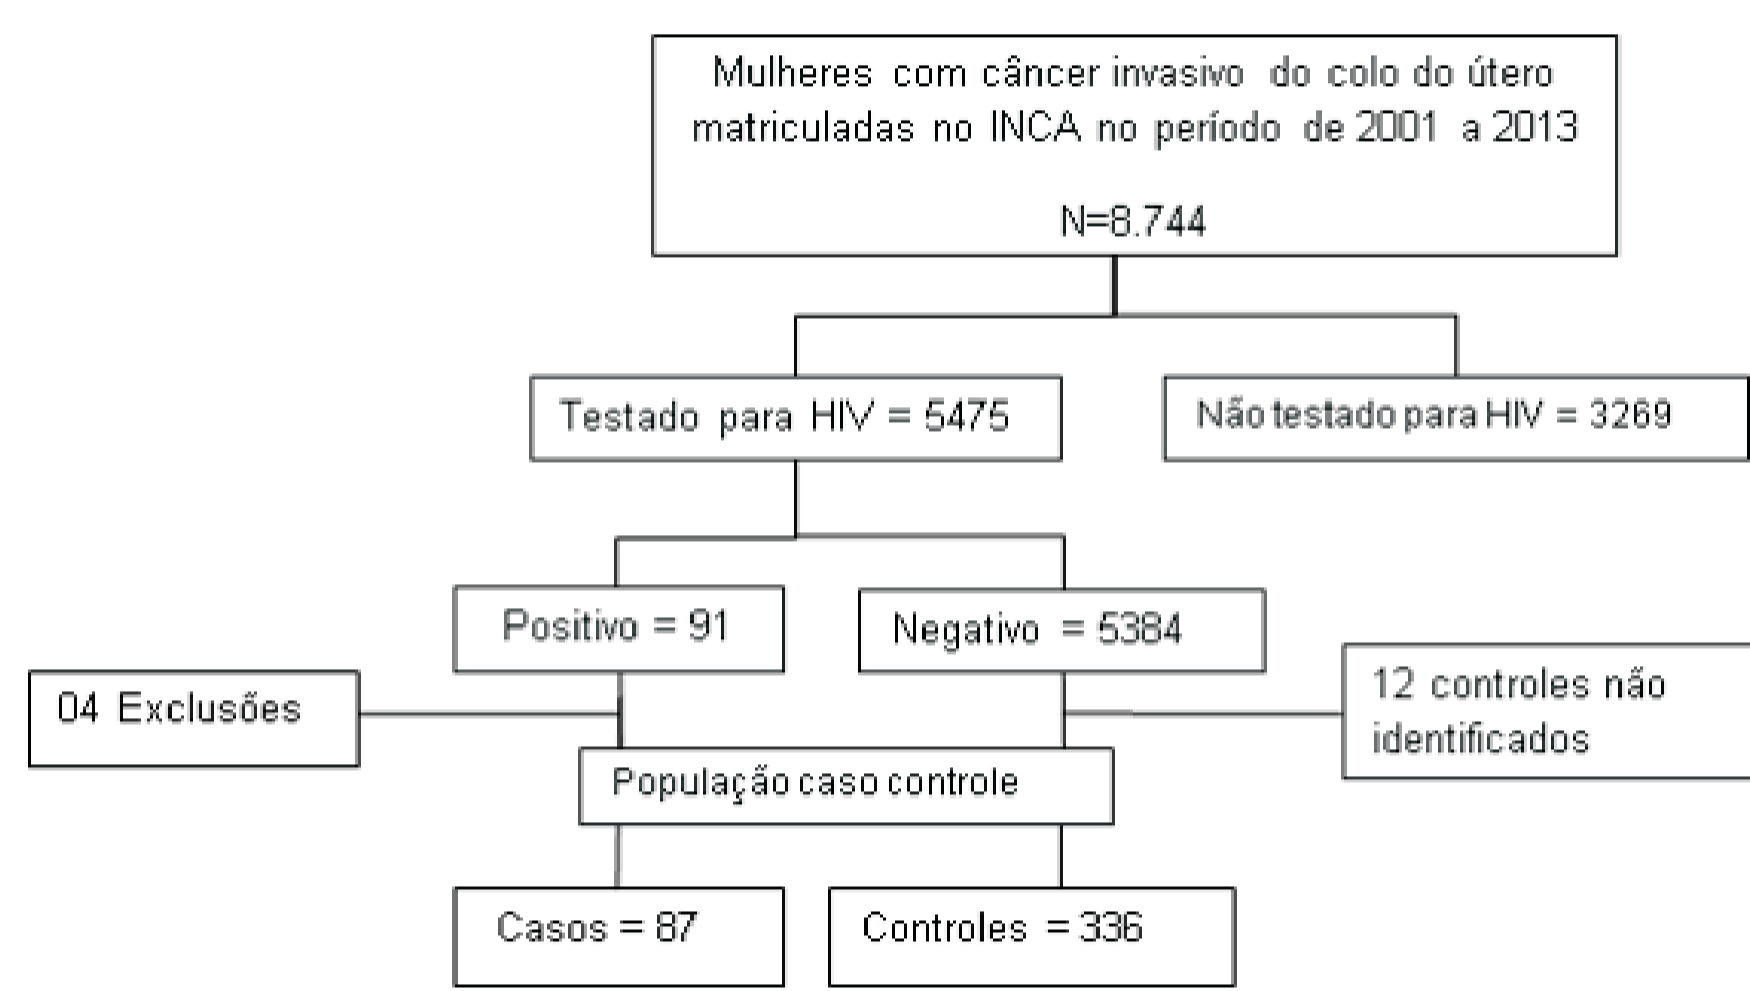 Mulheres com câncer invasivo do colo do útero
matriculadas no INCA no período de 2001 a 2013
N=8.744
Testado para HIV = 5475
Não testado para HIV = 3269
Positivo = 91
Negativo = 5384
04 Exclusões
12 controles não
identificados
População caso controle
Casos = 87
Controles = 336